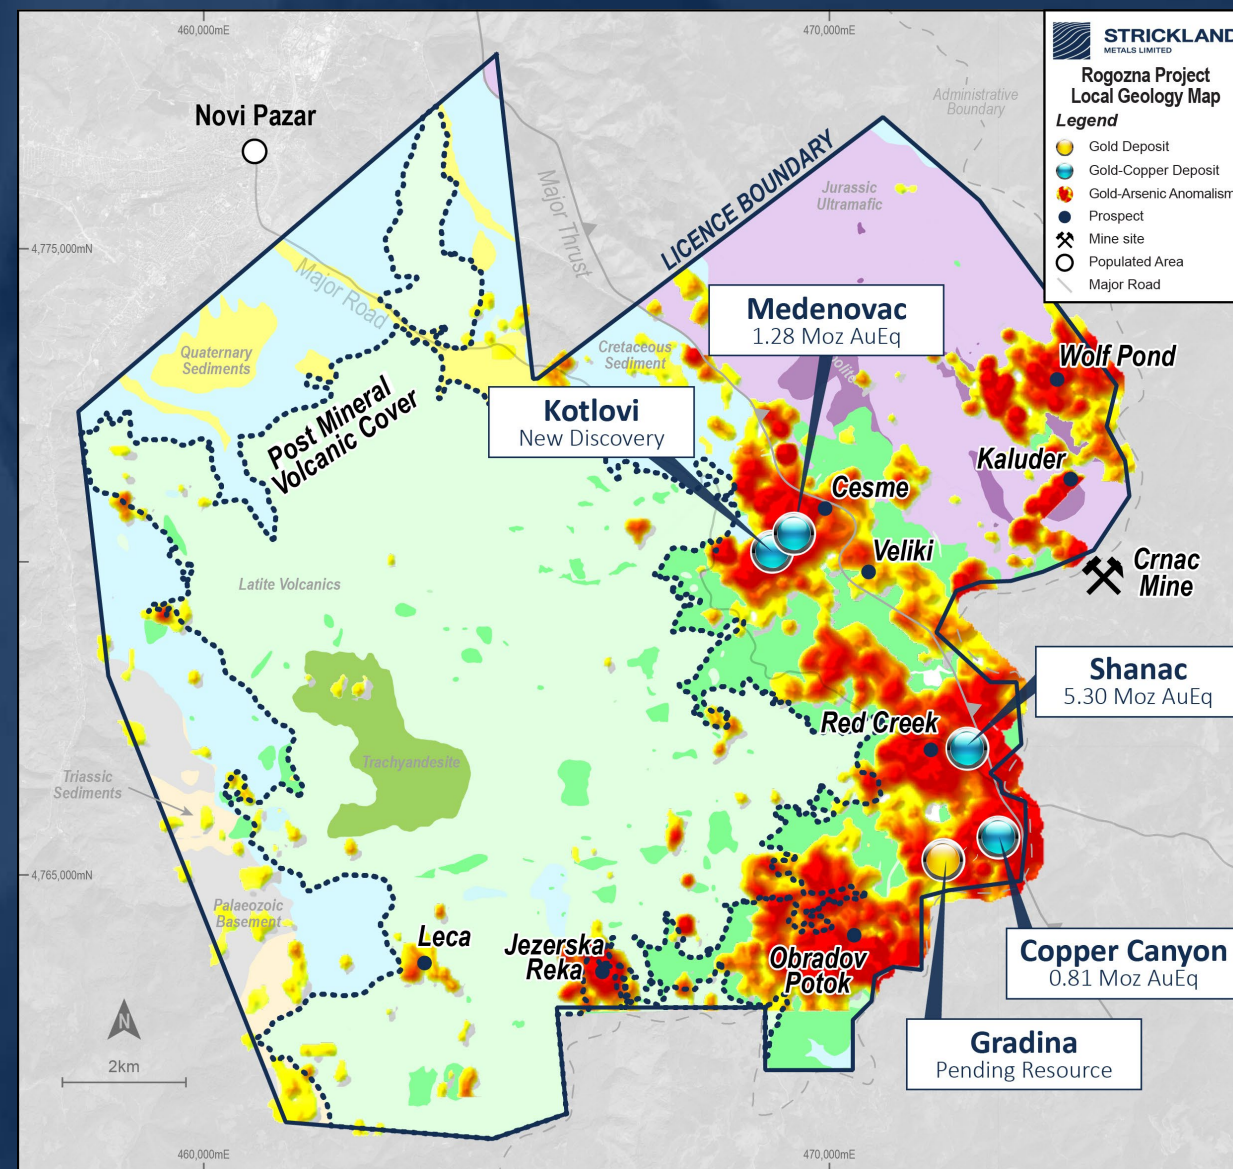 460,000mE
470,000mE
STRICKLAND
METALS LIMITED
Rogozna Project
Local Geology Map
Legend
Gold Deposit
Gold-Copper Deposit
Gold-Arsenic Anomalism
Prospect
Mine site
Populated Area
Major Road
Administrative
Boundary
Novi Pazar
Major Thrust
LICENCE BOUNDARY
Jurassic
Ultramafic
4,775,000mN
Major Road
Quaternary
Sediments
Cretaceous
Sediment
Medenovac
1.28 Moz AuEq
Wolf Pond
Kotlovi
New Discovery
Post Mineral
Volcanic Cover
Kaluder
Cesme
Veliki
Crnac
Mine
Latite Volcanics
Shanac
5.30 Moz AuEq
Red Creek
Trachyandesite
Triassic
Sediments
4,765,000mN
Palaeozoic
Basement
Leca
Jezerska
Reka
Obradov
Potok
Copper Canyon
0.81 Moz AuEq
Gradina
Pending Resource
N
2km
460,000mE
470,000mE